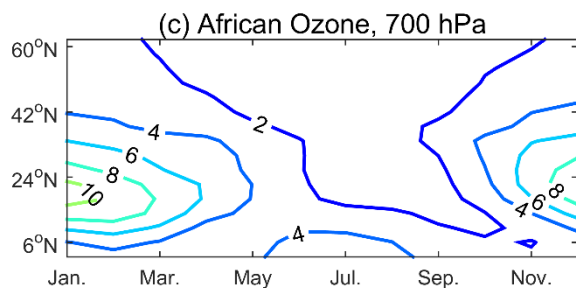 (c) African Ozone, 700 hPa
60°N
42°N
24°N
6°N
4
6
8
10
2
4
4
6
8
Jan.
Mar.
May
Jul.
Sep.
Nov.